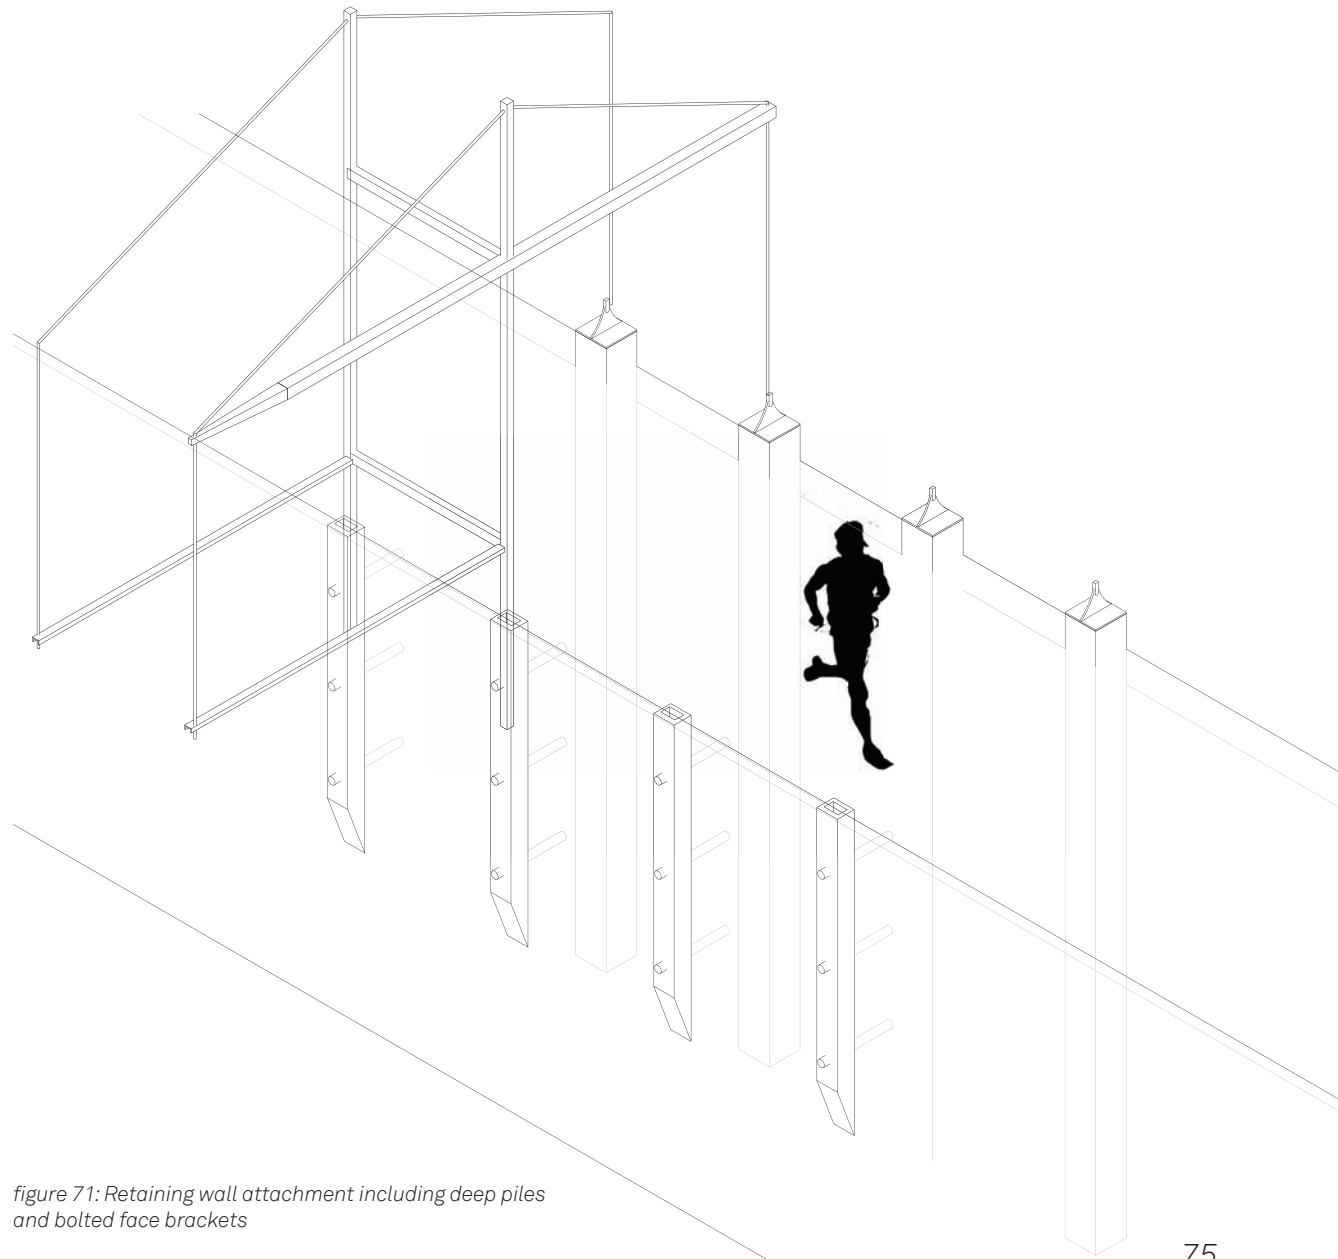 figure 71: Retaining wall attachment including deep piles
and bolted face brackets
75